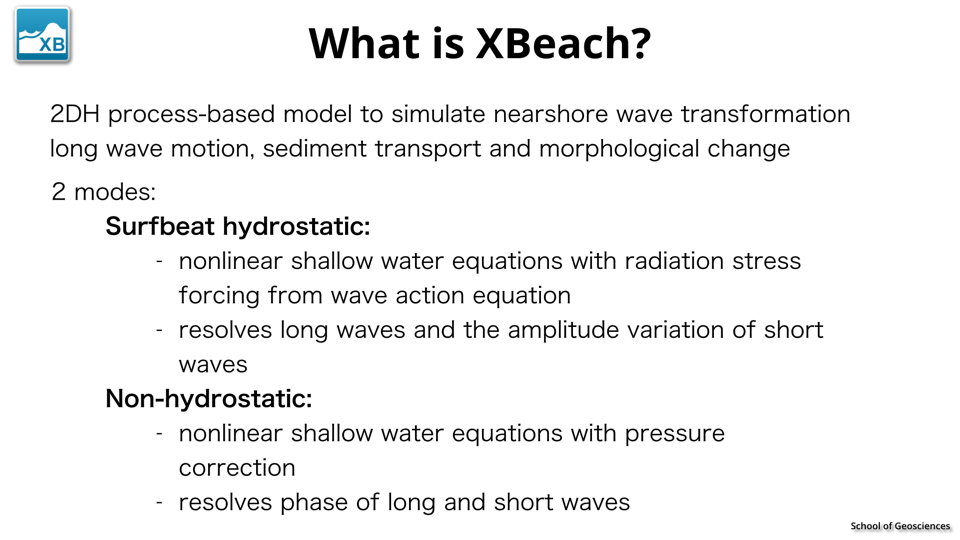 XB
What is XBeach?
2DH process-based model to simulate nearshore wave transformation
long wave motion, sediment transport and morphological change
2 modes:
Surfbeat hydrostatic:
- nonlinear shallow water equations with radiation stress
forcing from wave action equation
- resolves long waves and the amplitude variation of short
waves
Non-hydrostatic:
- nonlinear shallow water equations with pressure
correction
- resolves phase of long and short waves
School of Geosciences